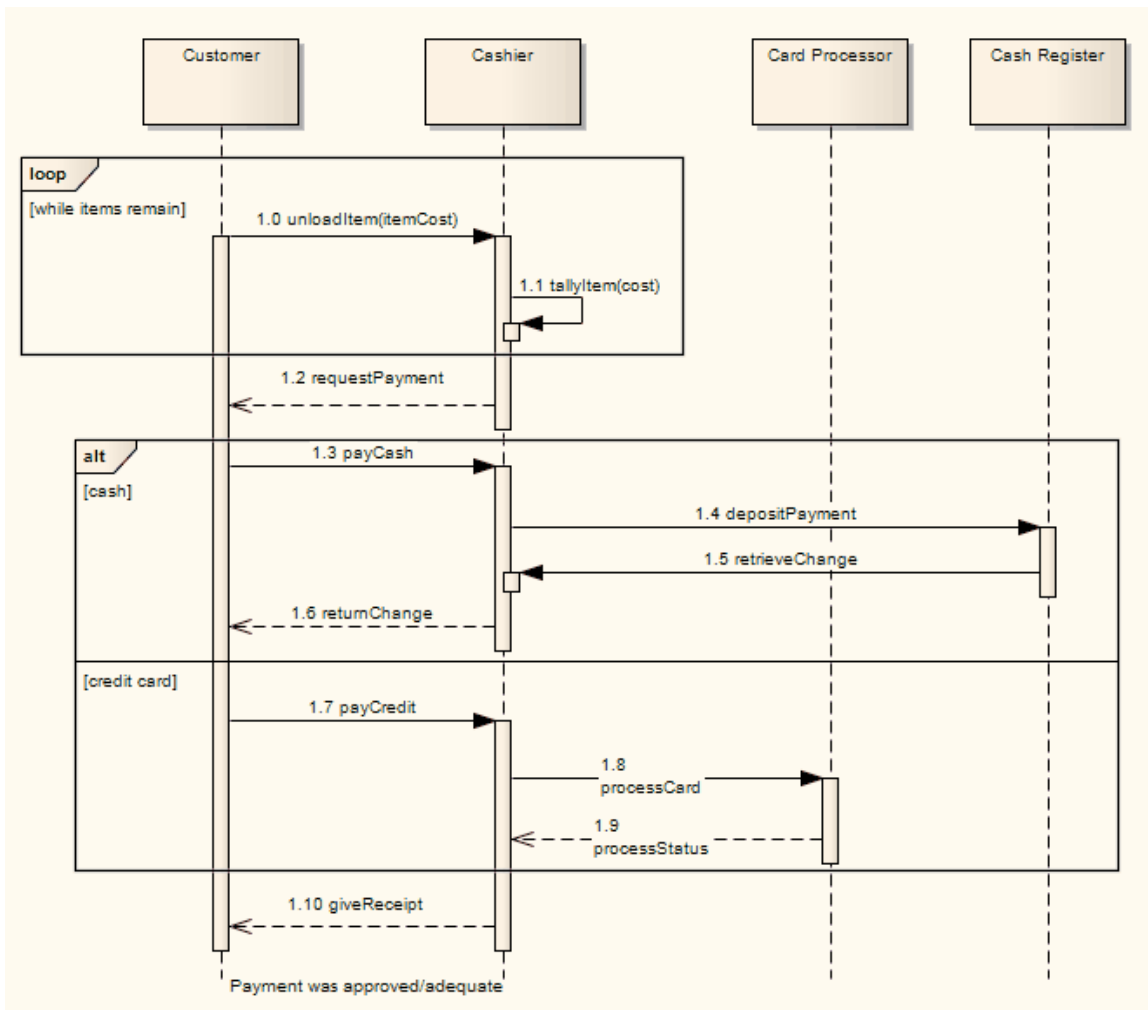 Customer
Cashier
Card Processor
Cash Register
loop
[while items remain]
1.0 unloadItem(itemCost)
1.1 tallyItem(cost)
1.2 requestPayment
alt
1.3 payCash
[cash]
1.4 depositPayment
1.5 retrieveChange
1.6 returnChange
[credit card]
1.7 payCredit
1.8
processCard
1.9
processStatus
1.10 giveReceipt
Payment was approved/adequate